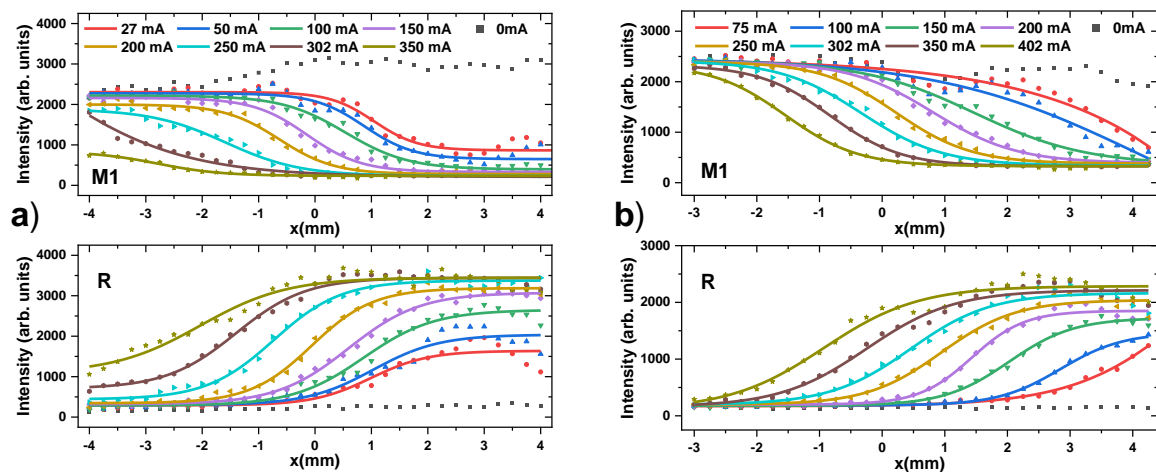 27 mA 50 mA 100 mA 150 mA 0mA
200 mA 250 mA 302 mA 350 mA
Intensity (arb. units)
4000
3000
2000
1000
0
M1
-4 -3 -2 -1 0 1 2 3 4
x(mm)
a)
Intensity (arb. units)
4000
3000
2000
1000
0
R
-4 -3 -2 -1 0 1 2 3 4
x(mm)
75 mA 100 mA 150 mA 200 mA 0mA
250 mA 302 mA 350 mA 402 mA
Intensity (arb. units)
3000
2000
1000
0
M1
-3 -2 -1 0 1 2 3 4
x(mm)
b)
Intensity (arb. units)
3000
2000
1000
0
R
-3 -2 -1 0 1 2 3 4
x(mm)